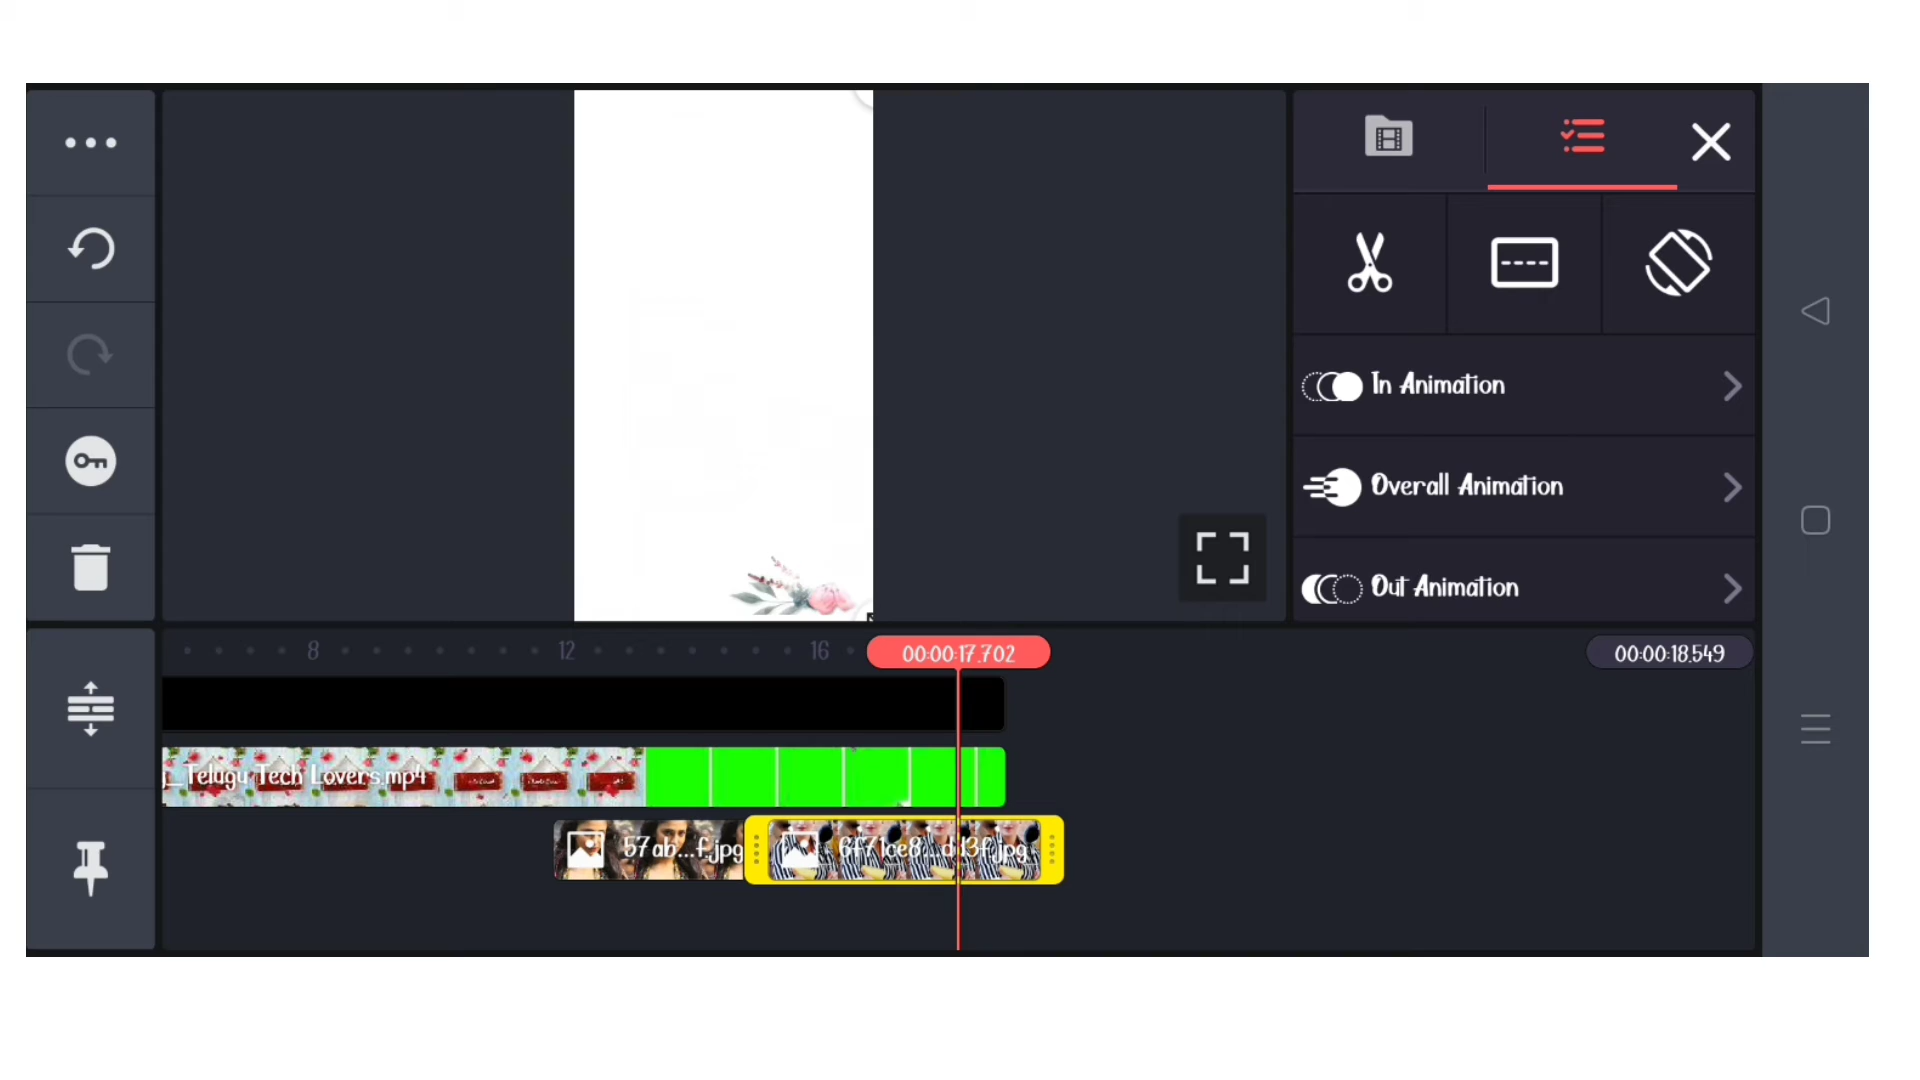 In Animation
Overall Animation
Out Animation
8
12
16
00:00:17.702
00:00:18.549
_Telugu Tech Lovers.mp4
57ab...f.jpg
6f71ce8...d13f.jpg